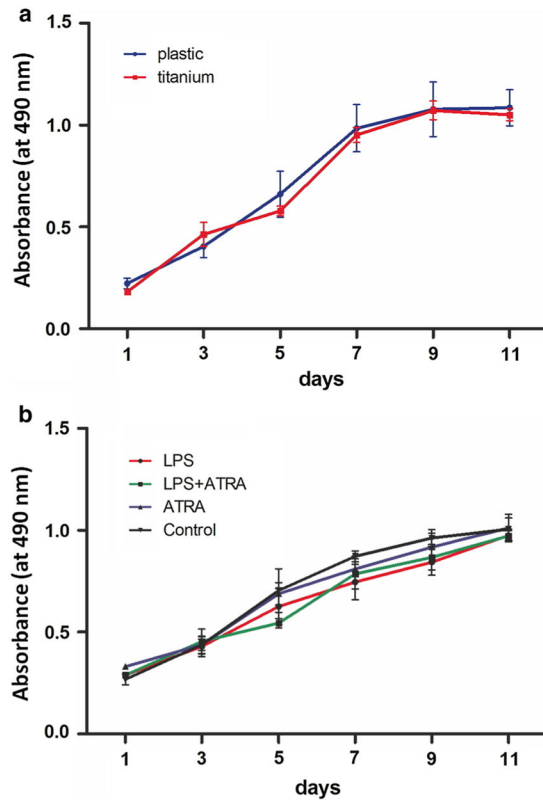 a
1.5
plastic
titanium
1.0
0.5
0.0
Absorbance (at 490 nm)
1 3 5 7 9 11
days
b
1.5
LPS
LPS+ATRA
ATRA
Control
1.0
0.5
0.0
Absorbance (at 490 nm)
1 3 5 7 9 11
days